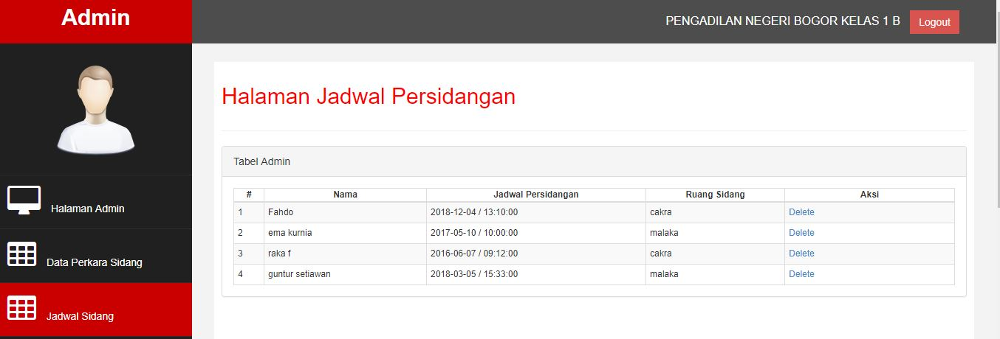 Admin
PENGADILAN NEGERI BOGOR KELAS 1 B Logout
Halaman Admin
Data Perkara Sidang
Jadwal Sidang
Halaman Jadwal Persidangan
Tabel Admin
# Nama Jadwal Persidangan Ruang Sidang Aksi
1 Fahdo 2018-12-04 / 13:10:00 cakra Delete
2 ema kurnia 2017-05-10 / 10:00:00 malaka Delete
3 raka f 2016-06-07 / 09:12:00 cakra Delete
4 guntur setiawan 2018-03-05 / 15:33:00 malaka Delete